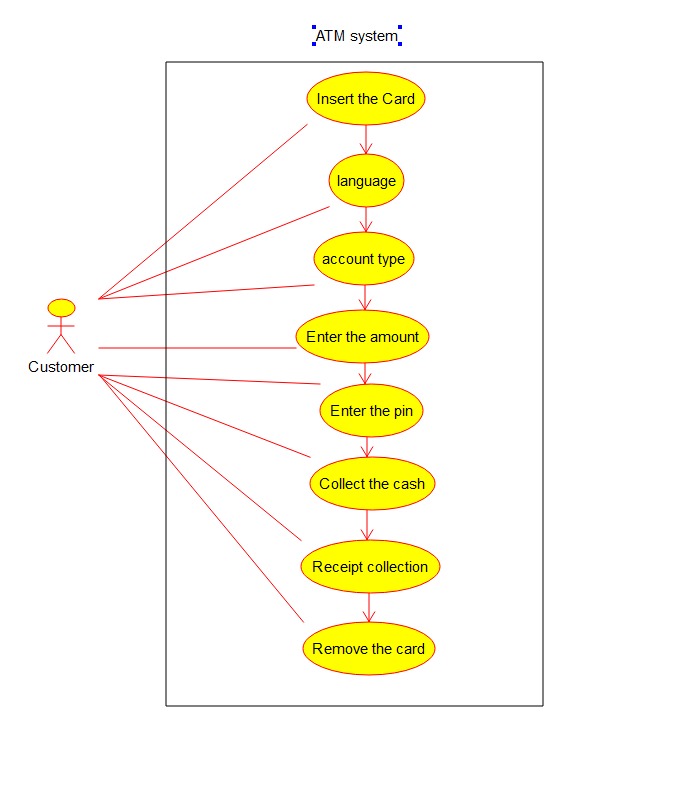 ATM system
Insert the Card
language
account type
Enter the amount
Enter the pin
Customer
Collect the cash
Receipt collection
Remove the card